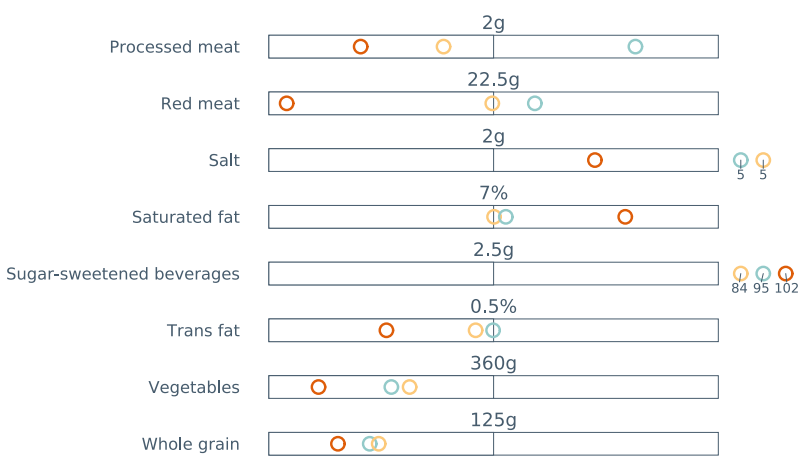 2g
Processed meat
22.5g
Red meat
2g
Salt
5 5
7%
Saturated fat
2.5g
Sugar-sweetened beverages
84 95 102
0.5%
Trans fat
360g
Vegetables
125g
Whole grain